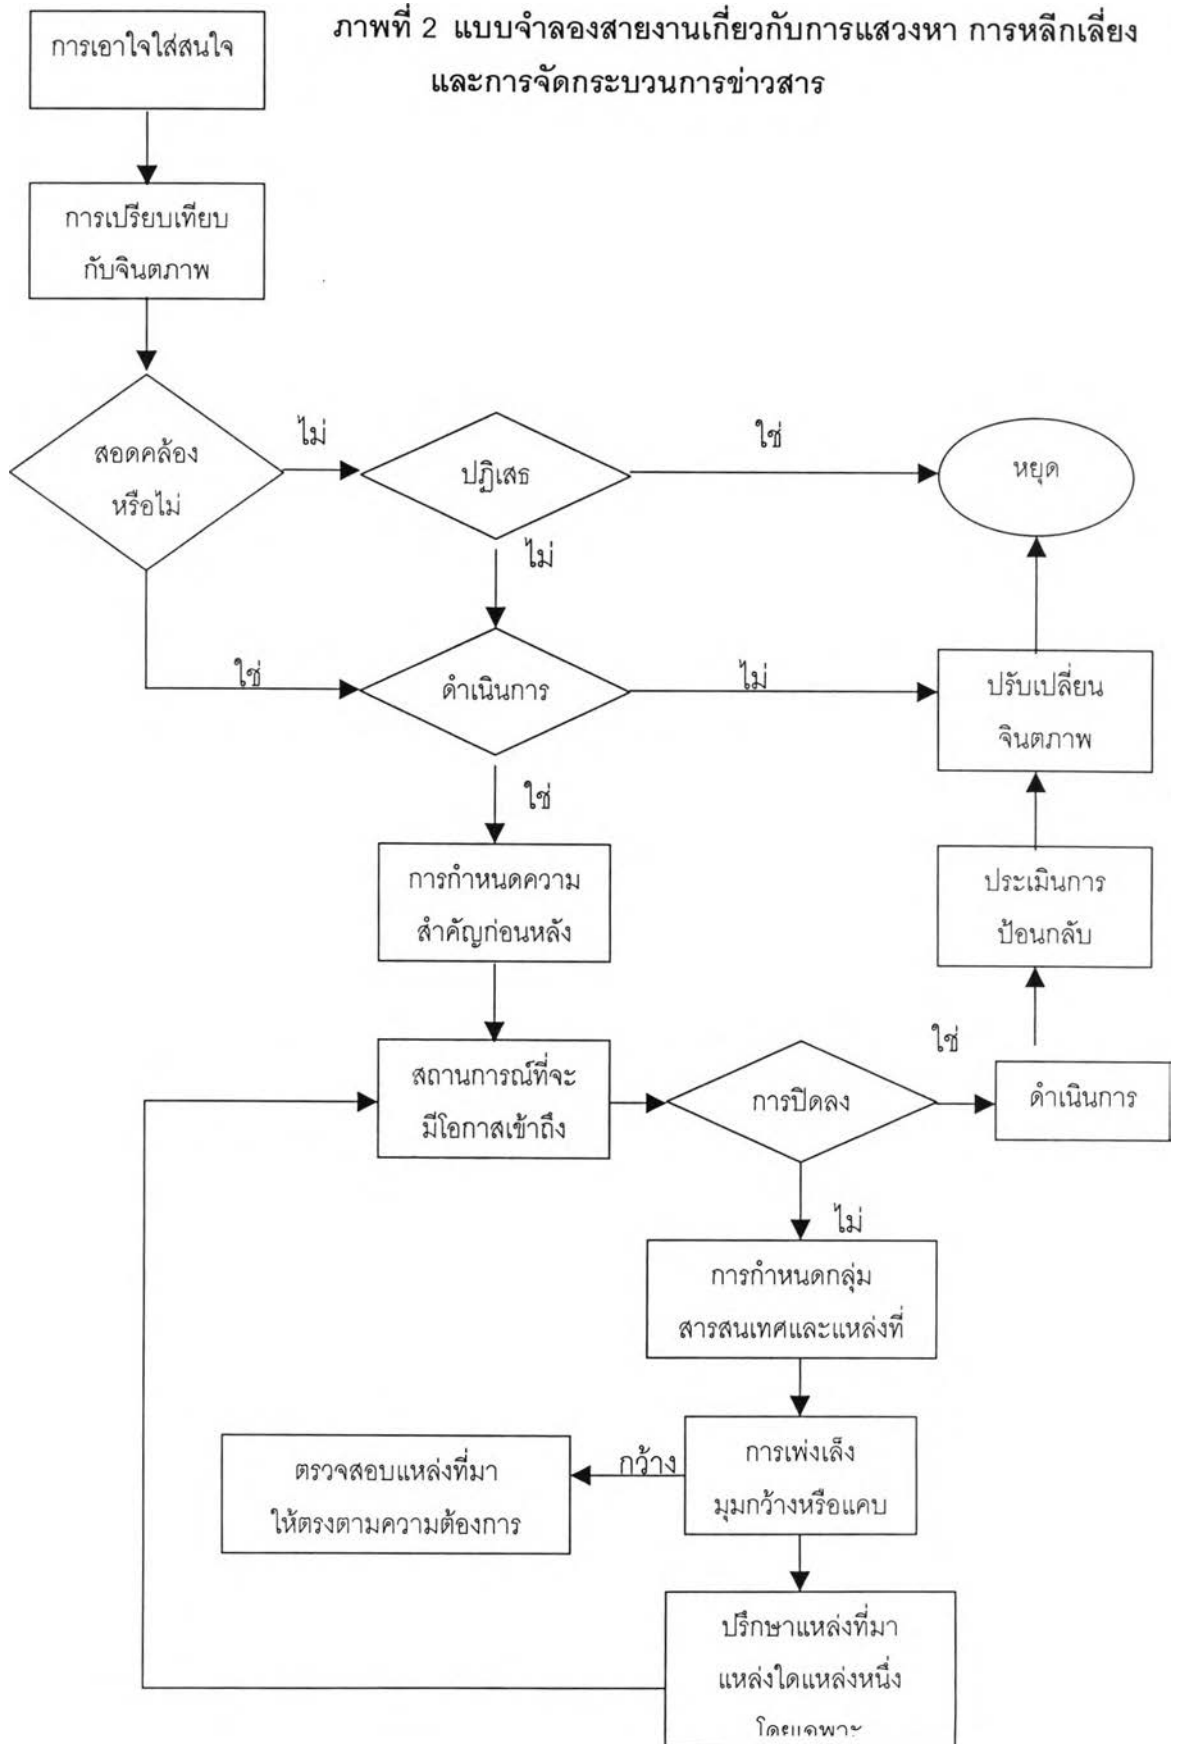 ภาพที่ 2 แบบจำลองสายงานเกี่ยวกับการแสวงหา การหลีกเลี่ยง
และการจัดกระบวนการข่าวสาร
การเอาใจใส่สนใจ
การเปรียบเทียบ
กับจินตภาพ
สอดคล้อง
หรือไม่
ไม่
ปฏิเสธ
ใช่
หยุด
ไม่
ใช่
ดำเนินการ
ไม่
ปรับเปลี่ยน
จินตภาพ
ใช่
การกำหนดความ
สำคัญก่อนหลัง
ประเมินการ
ป้อนกลับ
สถานการณ์ที่จะ
มีโอกาสเข้าถึง
การปิดลง
ใช่
ดำเนินการ
ไม่
การกำหนดกลุ่ม
สารสนเทศและแหล่งที่
การเพ่งเล็ง
มุมกว้างหรือแคบ
กว้าง
ตรวจสอบแหล่งที่มา
ให้ตรงตามความต้องการ
ปรึกษาแหล่งที่มา
แหล่งใดแหล่งหนึ่ง
โดยเฉพาะ